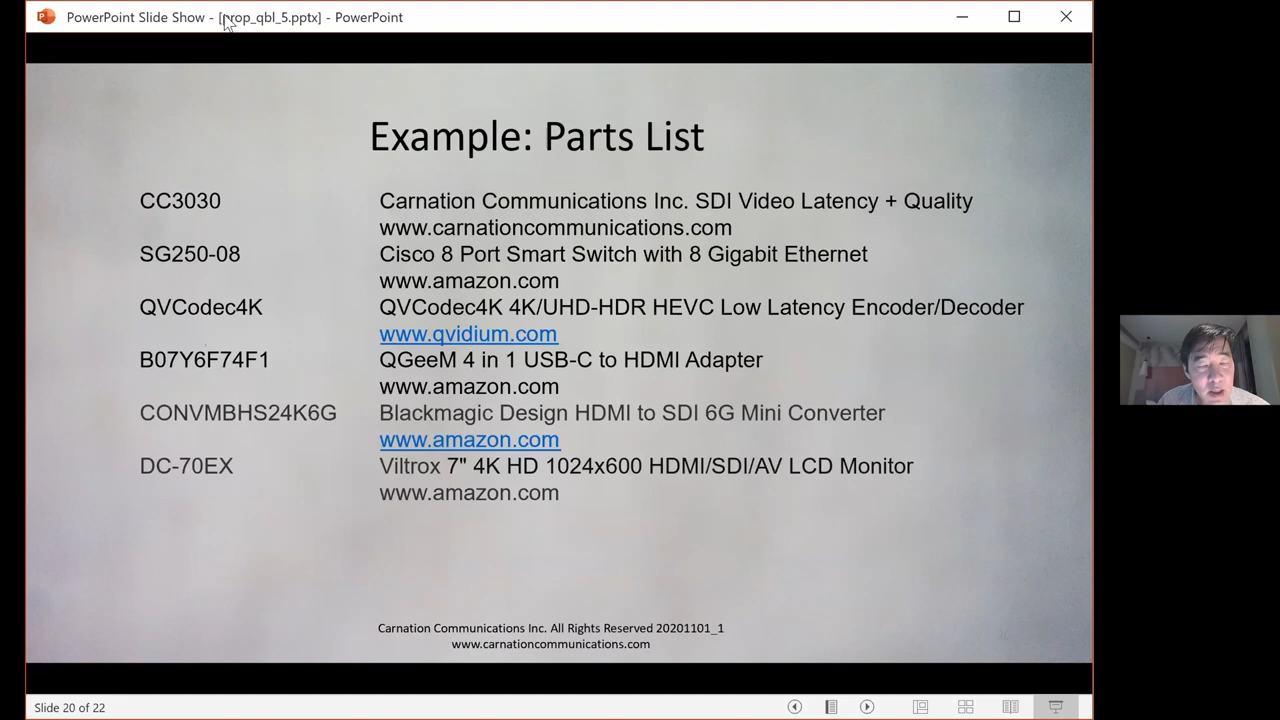 PowerPoint Slide Show - [prop_qbl_5.pptx] - PowerPoint
Example: Parts List
CC3030 Carnation Communications Inc. SDI Video Latency + Quality
www.carnationcommunications.com
SG250-08 Cisco 8 Port Smart Switch with 8 Gigabit Ethernet
www.amazon.com
QVCodec4K QVCodec4K 4K/UHD-HDR HEVC Low Latency Encoder/Decoder
www.qvidium.com
B07Y6F74F1 QGeeM 4 in 1 USB-C to HDMI Adapter
www.amazon.com
CONVMBHS24K6G Blackmagic Design HDMI to SDI 6G Mini Converter
www.amazon.com
DC-70EX Viltrox 7" 4K HD 1024x600 HDMI/SDI/AV LCD Monitor
www.amazon.com
Carnation Communications Inc. All Rights Reserved 20201101_1
www.carnationcommunications.com
Slide 20 of 22